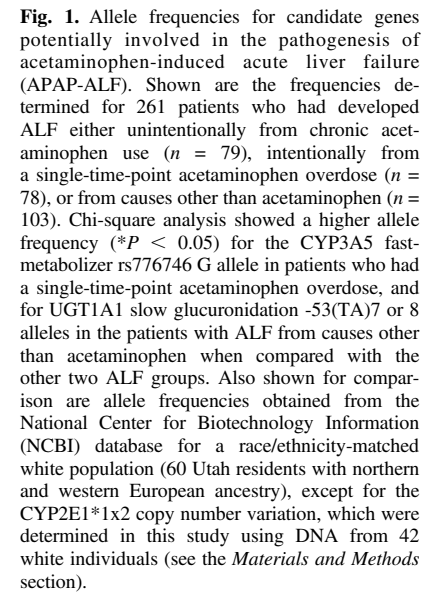 Fig. 1. Allele frequencies for candidate genes
potentially involved in the pathogenesis of
acetaminophen-induced acute liver failure
(APAP-ALF). Shown are the frequencies de-
termined for 261 patients who had developed
ALF either unintentionally from chronic acet-
aminophen use (n = 79), intentionally from
a single-time-point acetaminophen overdose (n =
78), or from causes other than acetaminophen (n =
103). Chi-square analysis showed a higher allele
frequency (*P < 0.05) for the CYP3A5 fast-
metabolizer rs776746 G allele in patients who had
a single-time-point acetaminophen overdose, and
for UGT1A1 slow glucuronidation -53(TA)7 or 8
alleles in the patients with ALF from causes other
than acetaminophen when compared with the
other two ALF groups. Also shown for compar-
ison are allele frequencies obtained from the
National Center for Biotechnology Information
(NCBI) database for a race/ethnicity-matched
white population (60 Utah residents with northern
and western European ancestry), except for the
CYP2E1*1x2 copy number variation, which were
determined in this study using DNA from 42
white individuals (see the Materials and Methods
section).